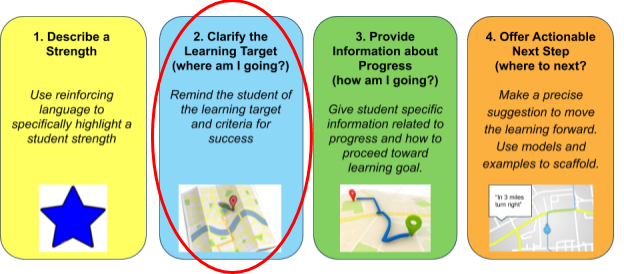 1. Describe a
Strength
Use reinforcing
language to
specifically highlight a
student strength
2. Clarify the
Learning Target
(where am I going?)
Remind the student of
the learning target
and criteria for
success
3. Provide
Information about
Progress
(how am I going?)
Give student specific
information related to
progress and how to
proceed toward
learning goal.
4. Offer Actionable
Next Step
(where to next?
Make a precise
suggestion to move
the learning forward.
Use models and
examples to scaffold.
"In 3 miles
turn right"